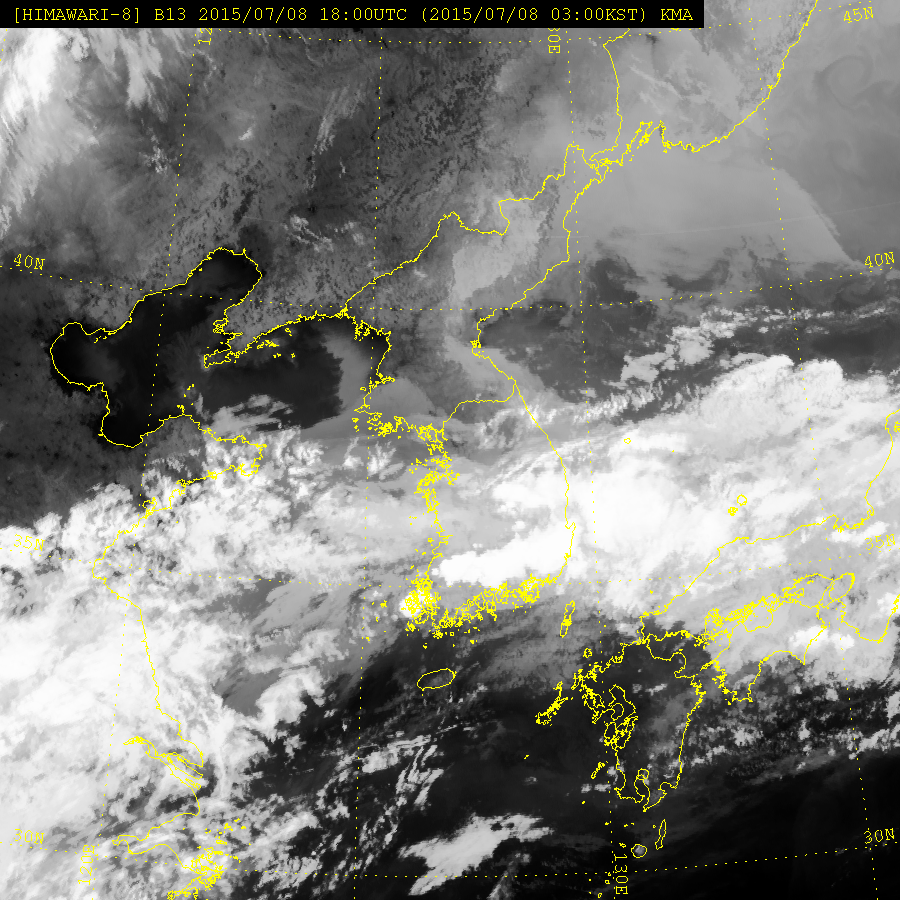 [HIMAWARI-8] B13 2015/07/08 18:00UTC (2015/07/08 03:00KST) KMA
45N
40N
40N
35N
30N
130E